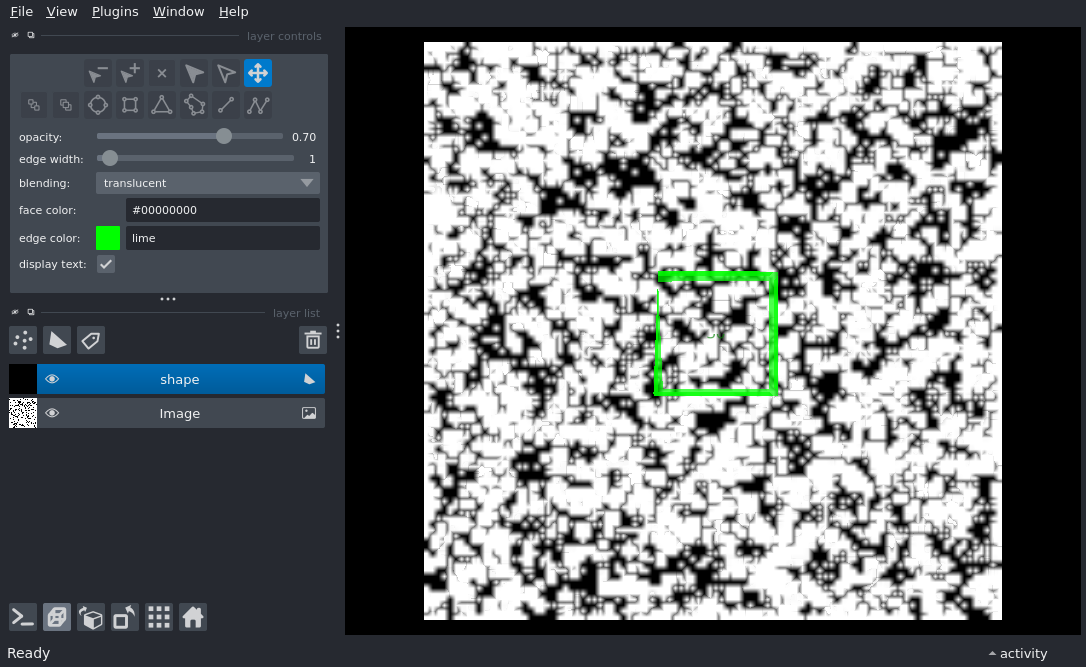 File View Plugins Window Help
layer controls
opacity: 0.70
edge width: 1
blending: translucent
face color: #00000000
edge color: lime
display text:
layer list
shape
Image
Ready
activity